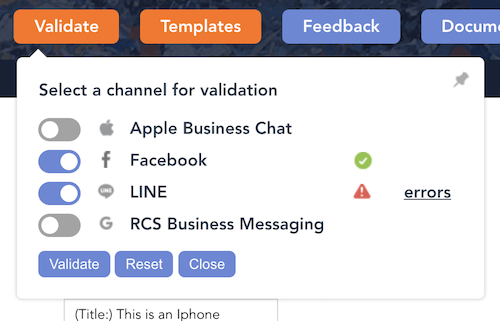 Validate
Templates
Feedback
Docume
Select a channel for validation
Apple Business Chat
Facebook
LINE
errors
RCS Business Messaging
Validate
Reset
Close
(Title:) This is an Iphone